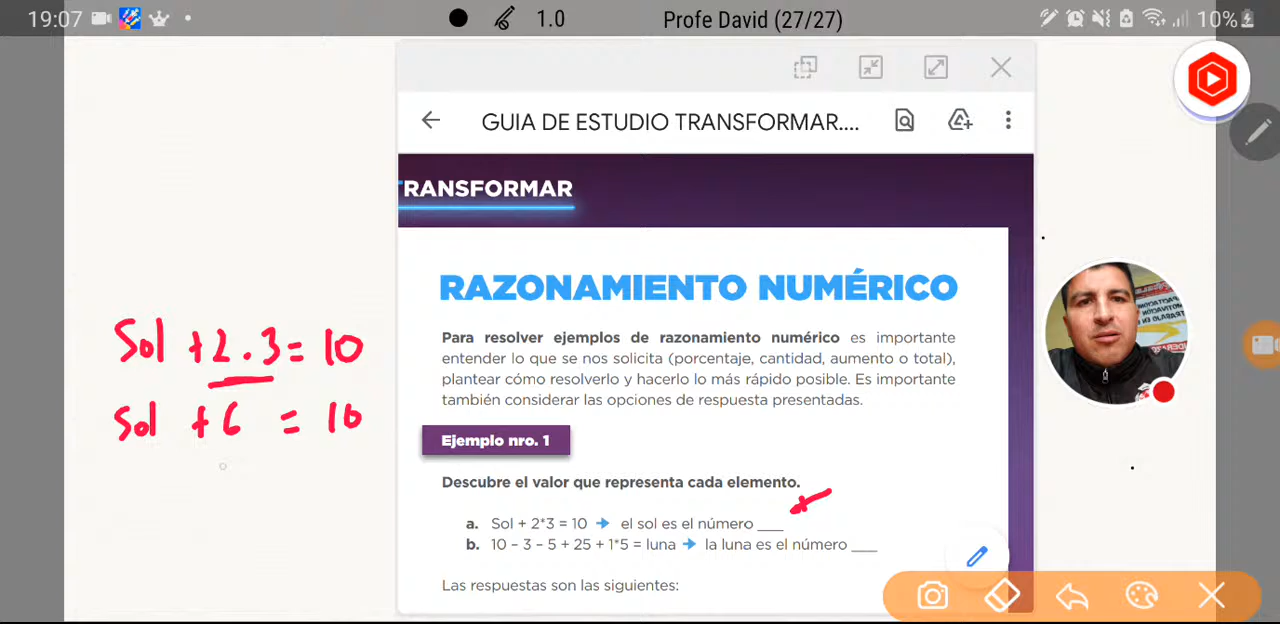 19:07
1.0
Profe David (27/27)
10%
GUIA DE ESTUDIO TRANSFORMAR....
TRANSFORMAR
RAZONAMIENTO NUMÉRICO
Para resolver ejemplos de razonamiento numérico es importante
entender lo que se nos solicita (porcentaje, cantidad, aumento o total),
plantear cómo resolverlo y hacerlo lo más rápido posible. Es importante
también considerar las opciones de respuesta presentadas.
Ejemplo nro. 1
Descubre el valor que representa cada elemento.
a. Sol + 2*3 = 10 ➔ el sol es el número ___
b. 10 – 3 – 5 + 25 + 1*5 = luna ➔ la luna es el número ___
Las respuestas son las siguientes:
Sol + 2 . 3 = 10
Sol + 6 = 10